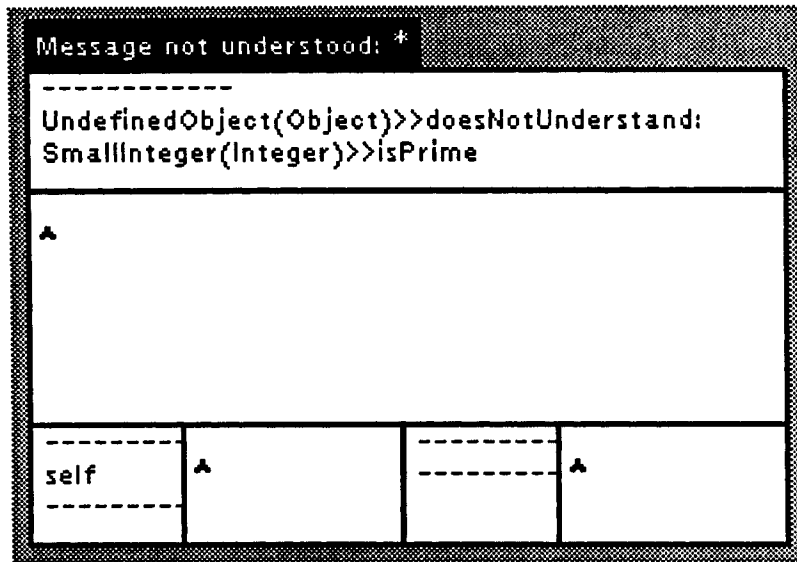 Message not understood: *
------------
UndefinedObject(Object)>>doesNotUnderstand:
SmallInteger(Integer)>>isPrime
self